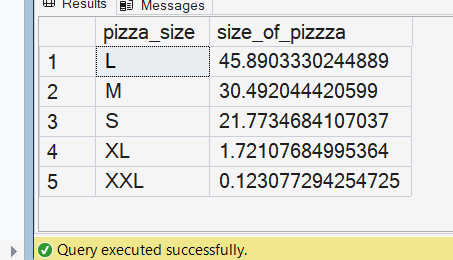 Results Messages
pizza_size size_of_pizzza
1 L 45.8903330244889
2 M 30.492044420599
3 S 21.7734684107037
4 XL 1.72107684995364
5 XXL 0.123077294254725
Query executed successfully.